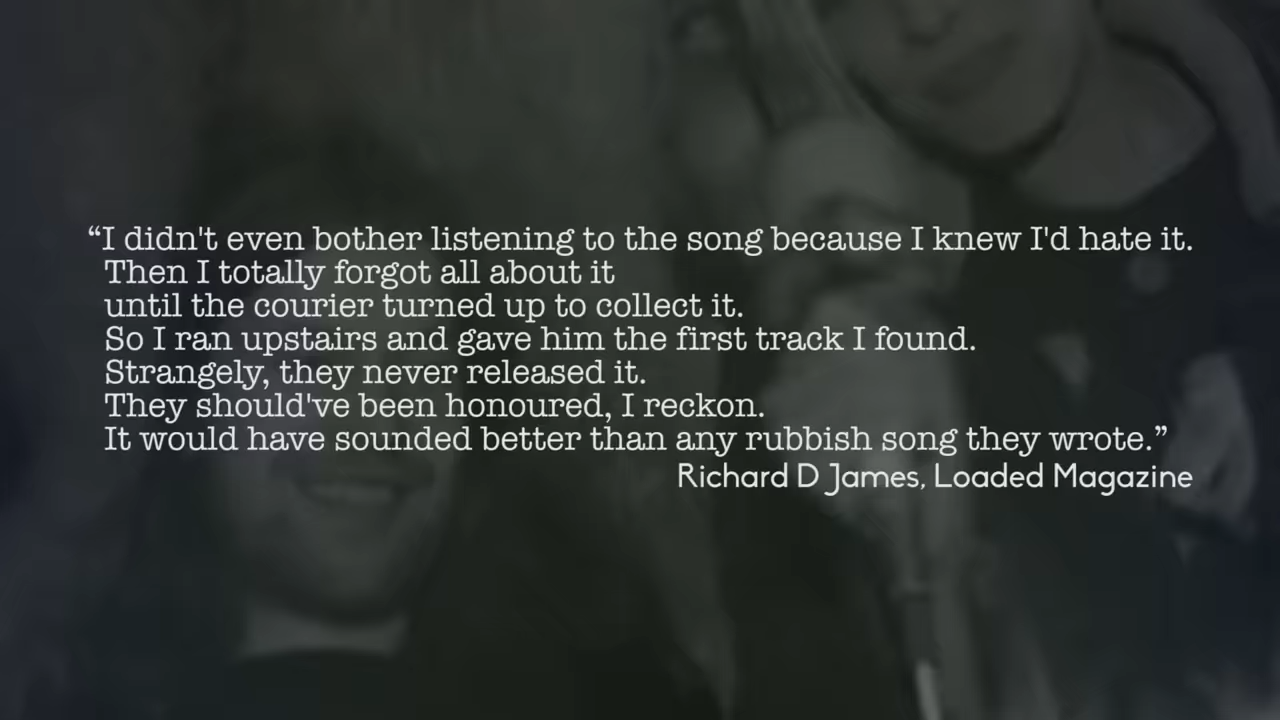 “I didn't even bother listening to the song because I knew I'd hate it.
Then I totally forgot all about it
until the courier turned up to collect it.
So I ran upstairs and gave him the first track I found.
Strangely, they never released it.
They should've been honoured, I reckon.
It would have sounded better than any rubbish song they wrote.”
Richard D James, Loaded Magazine